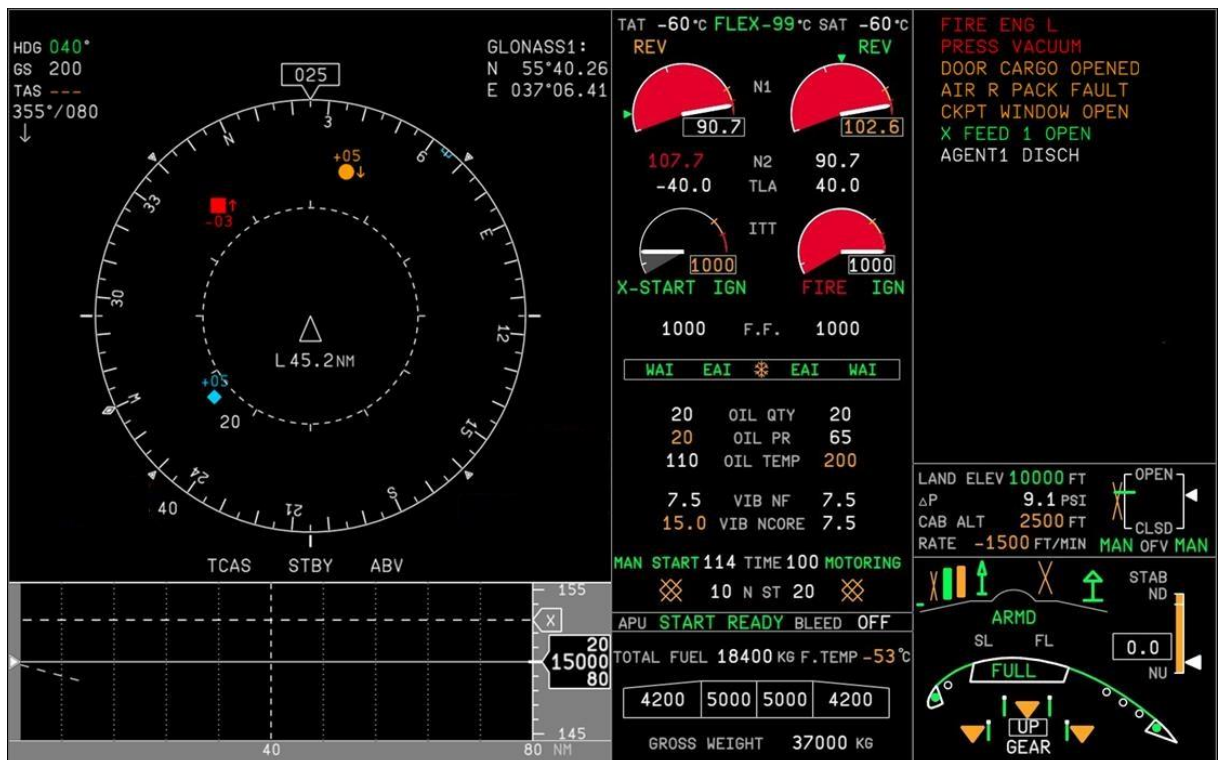 HDG 040°
GS 200
TAS ---
355°/080
GLONASS1:
N 55°40.26
E 037°06.41
025
N
3
6
E
12
15
S
21
24
W
30
33
+05
-03
L45.2NM
+05
20
40
TCAS STBY ABV
155
X
20
15000
80
145
40
80 NM
TAT -60°C FLEX-99°C SAT -60°C
REV REV
N1
90.7 102.6
107.7 N2 90.7
-40.0 TLA 40.0
ITT
1000 1000
X-START IGN FIRE IGN
1000 F.F. 1000
WAI EAI EAI WAI
20 OIL QTY 20
20 OIL PR 65
110 OIL TEMP 200
7.5 VIB NF 7.5
15.0 VIB NCORE 7.5
MAN START 114 TIME 100 MOTORING
10 N ST 20
APU START READY BLEED OFF
TOTAL FUEL 18400 KG F.TEMP -53°C
4200 5000 5000 4200
GROSS WEIGHT 37000 KG
FIRE ENG L
PRESS VACUUM
DOOR CARGO OPENED
AIR R PACK FAULT
CKPT WINDOW OPEN
X FEED 1 OPEN
AGENT1 DISCH
LAND ELEV 10000 FT
△P 9.1 PSI
CAB ALT 2500 FT
RATE -1500 FT/MIN
OPEN
CLSD
MAN OFV MAN
STAB
ND
0.0
NU
ARMD
SL FL
FULL
UP
GEAR